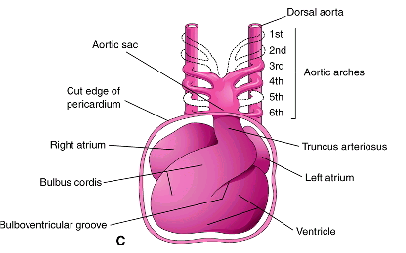 Dorsal aorta
1st
2nd
3rd
4th
5th
6th
Aortic arches
Aortic sac
Cut edge of
pericardium
Right atrium
Bulbus cordis
Bulboventricular groove
Truncus arteriosus
Left atrium
Ventricle
C